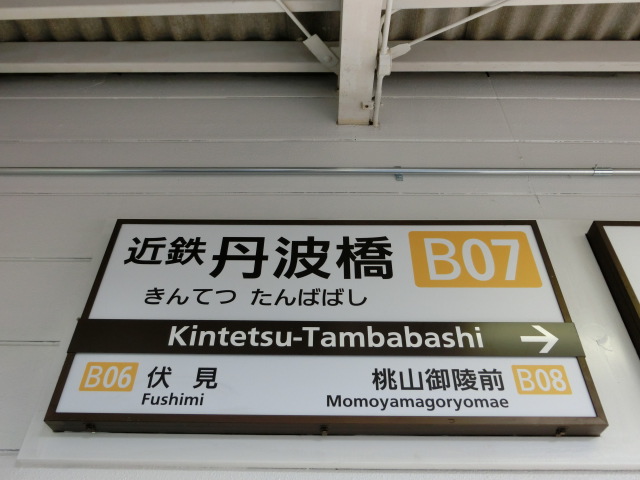 近鉄 丹波橋 B07
きんてつ たんばばし
Kintetsu-Tambabashi →
B06 伏見 桃山御陵前 B08
Fushimi Momoyamagoryomae